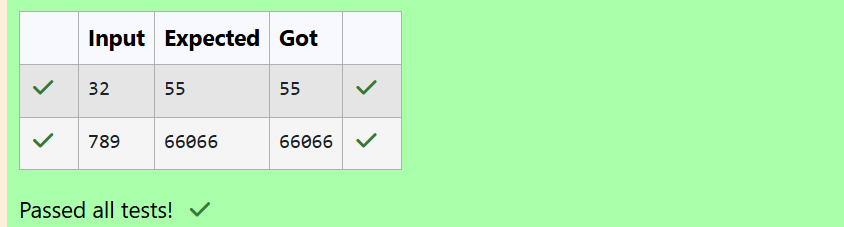 Input Expected Got
32 55 55
789 66066 66066
Passed all tests!